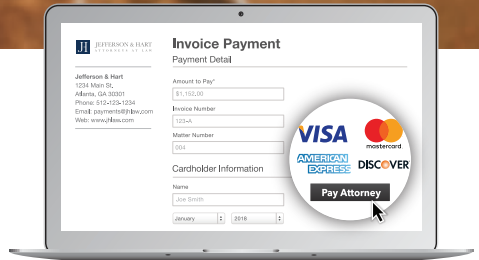 JH JEFFERSON & HART
ATTORNEYS AT LAW
Jefferson & Hart
1234 Main St,
Atlanta, GA 30301
Phone: 512-123-1234
Email: payments@jhlaw.com
Web: www.jhlaw.com
Invoice Payment
Payment Detail
Amount to Pay*
$1,152.00
Invoice Number
123-A
Matter Number
004
Cardholder Information
Name
Joe Smith
January 2018
VISA
mastercard.
AMERICAN
EXPRESS
DISCOVER
Pay Attorney